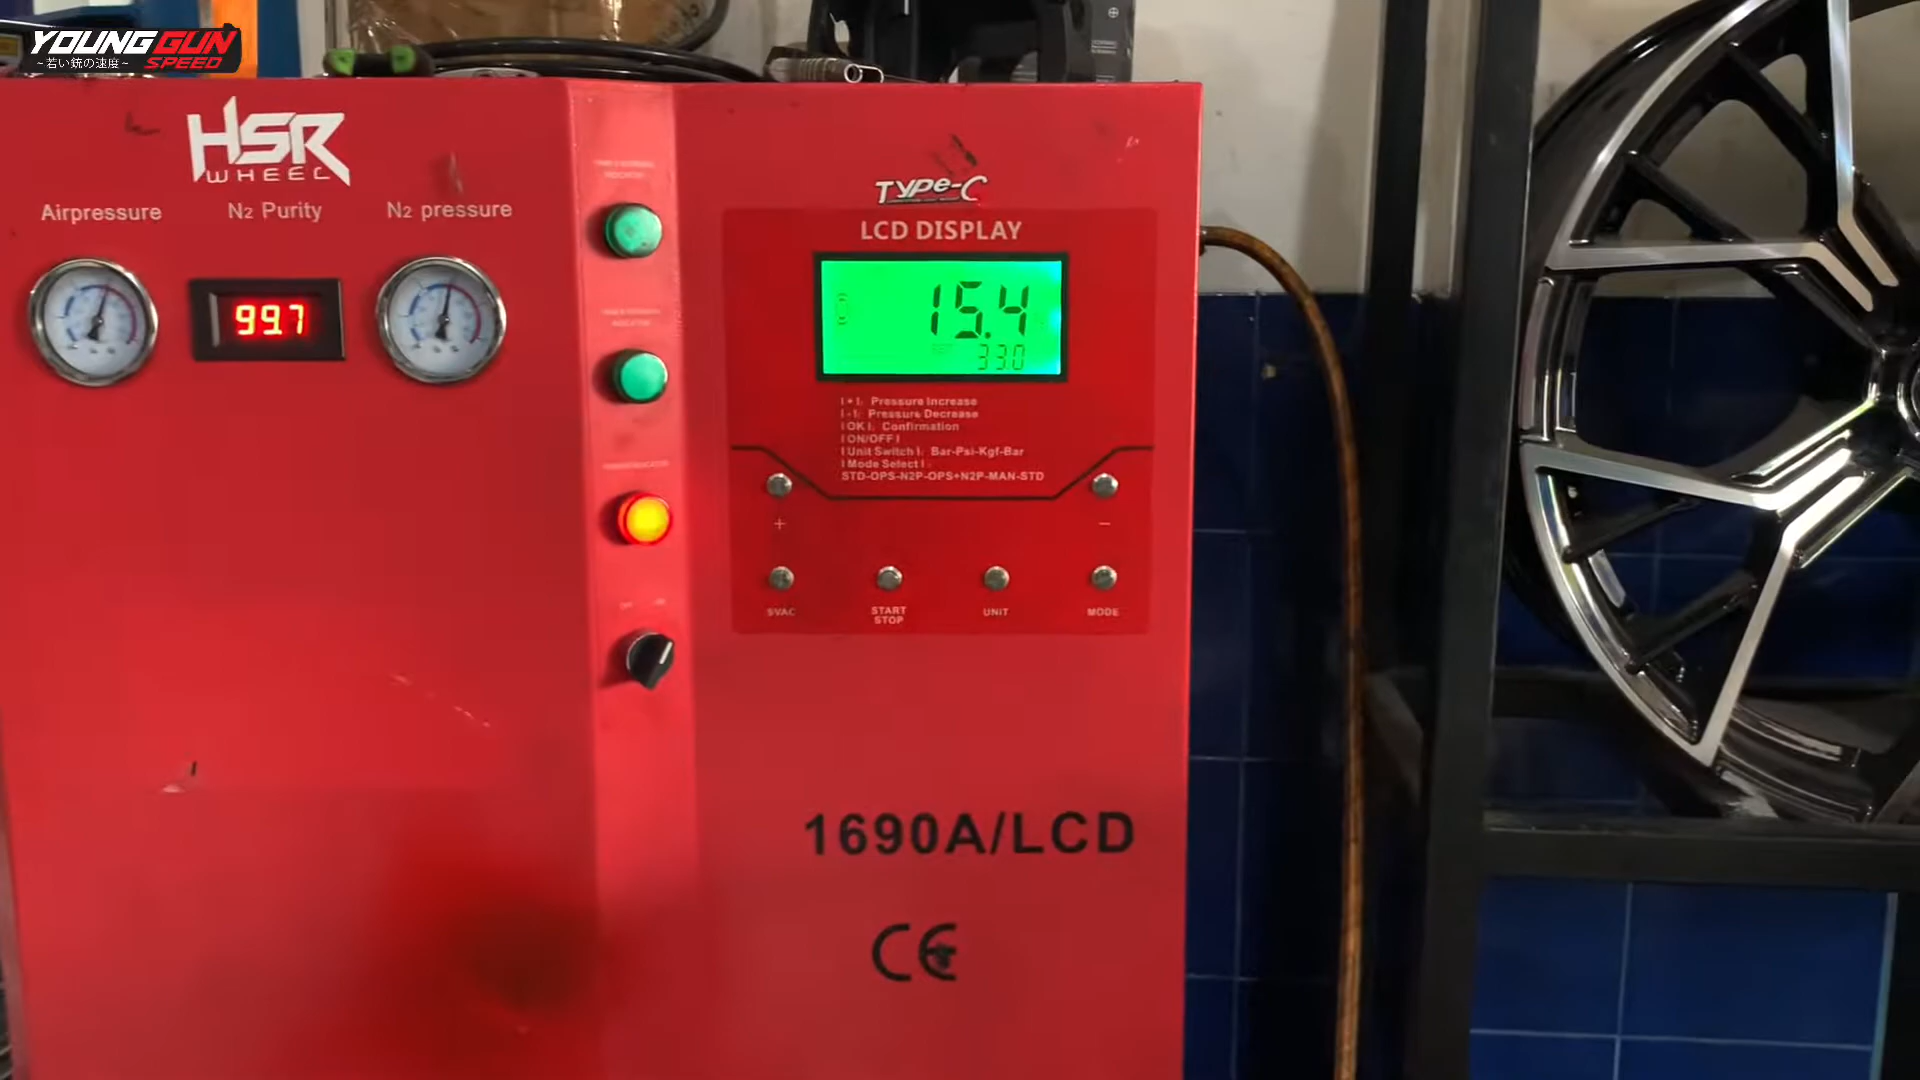 YOUNG GUN
~若い銃の速度~ SPEED
HSR
WHEEL
Airpressure
N2 Purity
N2 pressure
99.7
TYPe-C
LCD DISPLAY
15.4
33.0
| + |: Pressure Increase
| - |: Pressure Decrease
| OK |: Confirmation
| ON/OFF |
| Unit Switch |: Bar-Psi-Kgf-Bar
| Mode Select |:
STD-OPS-N2P-OPS+N2P-MAN-STD
+
−
5VAC
START
STOP
UNIT
MODE
1690A/LCD
CE